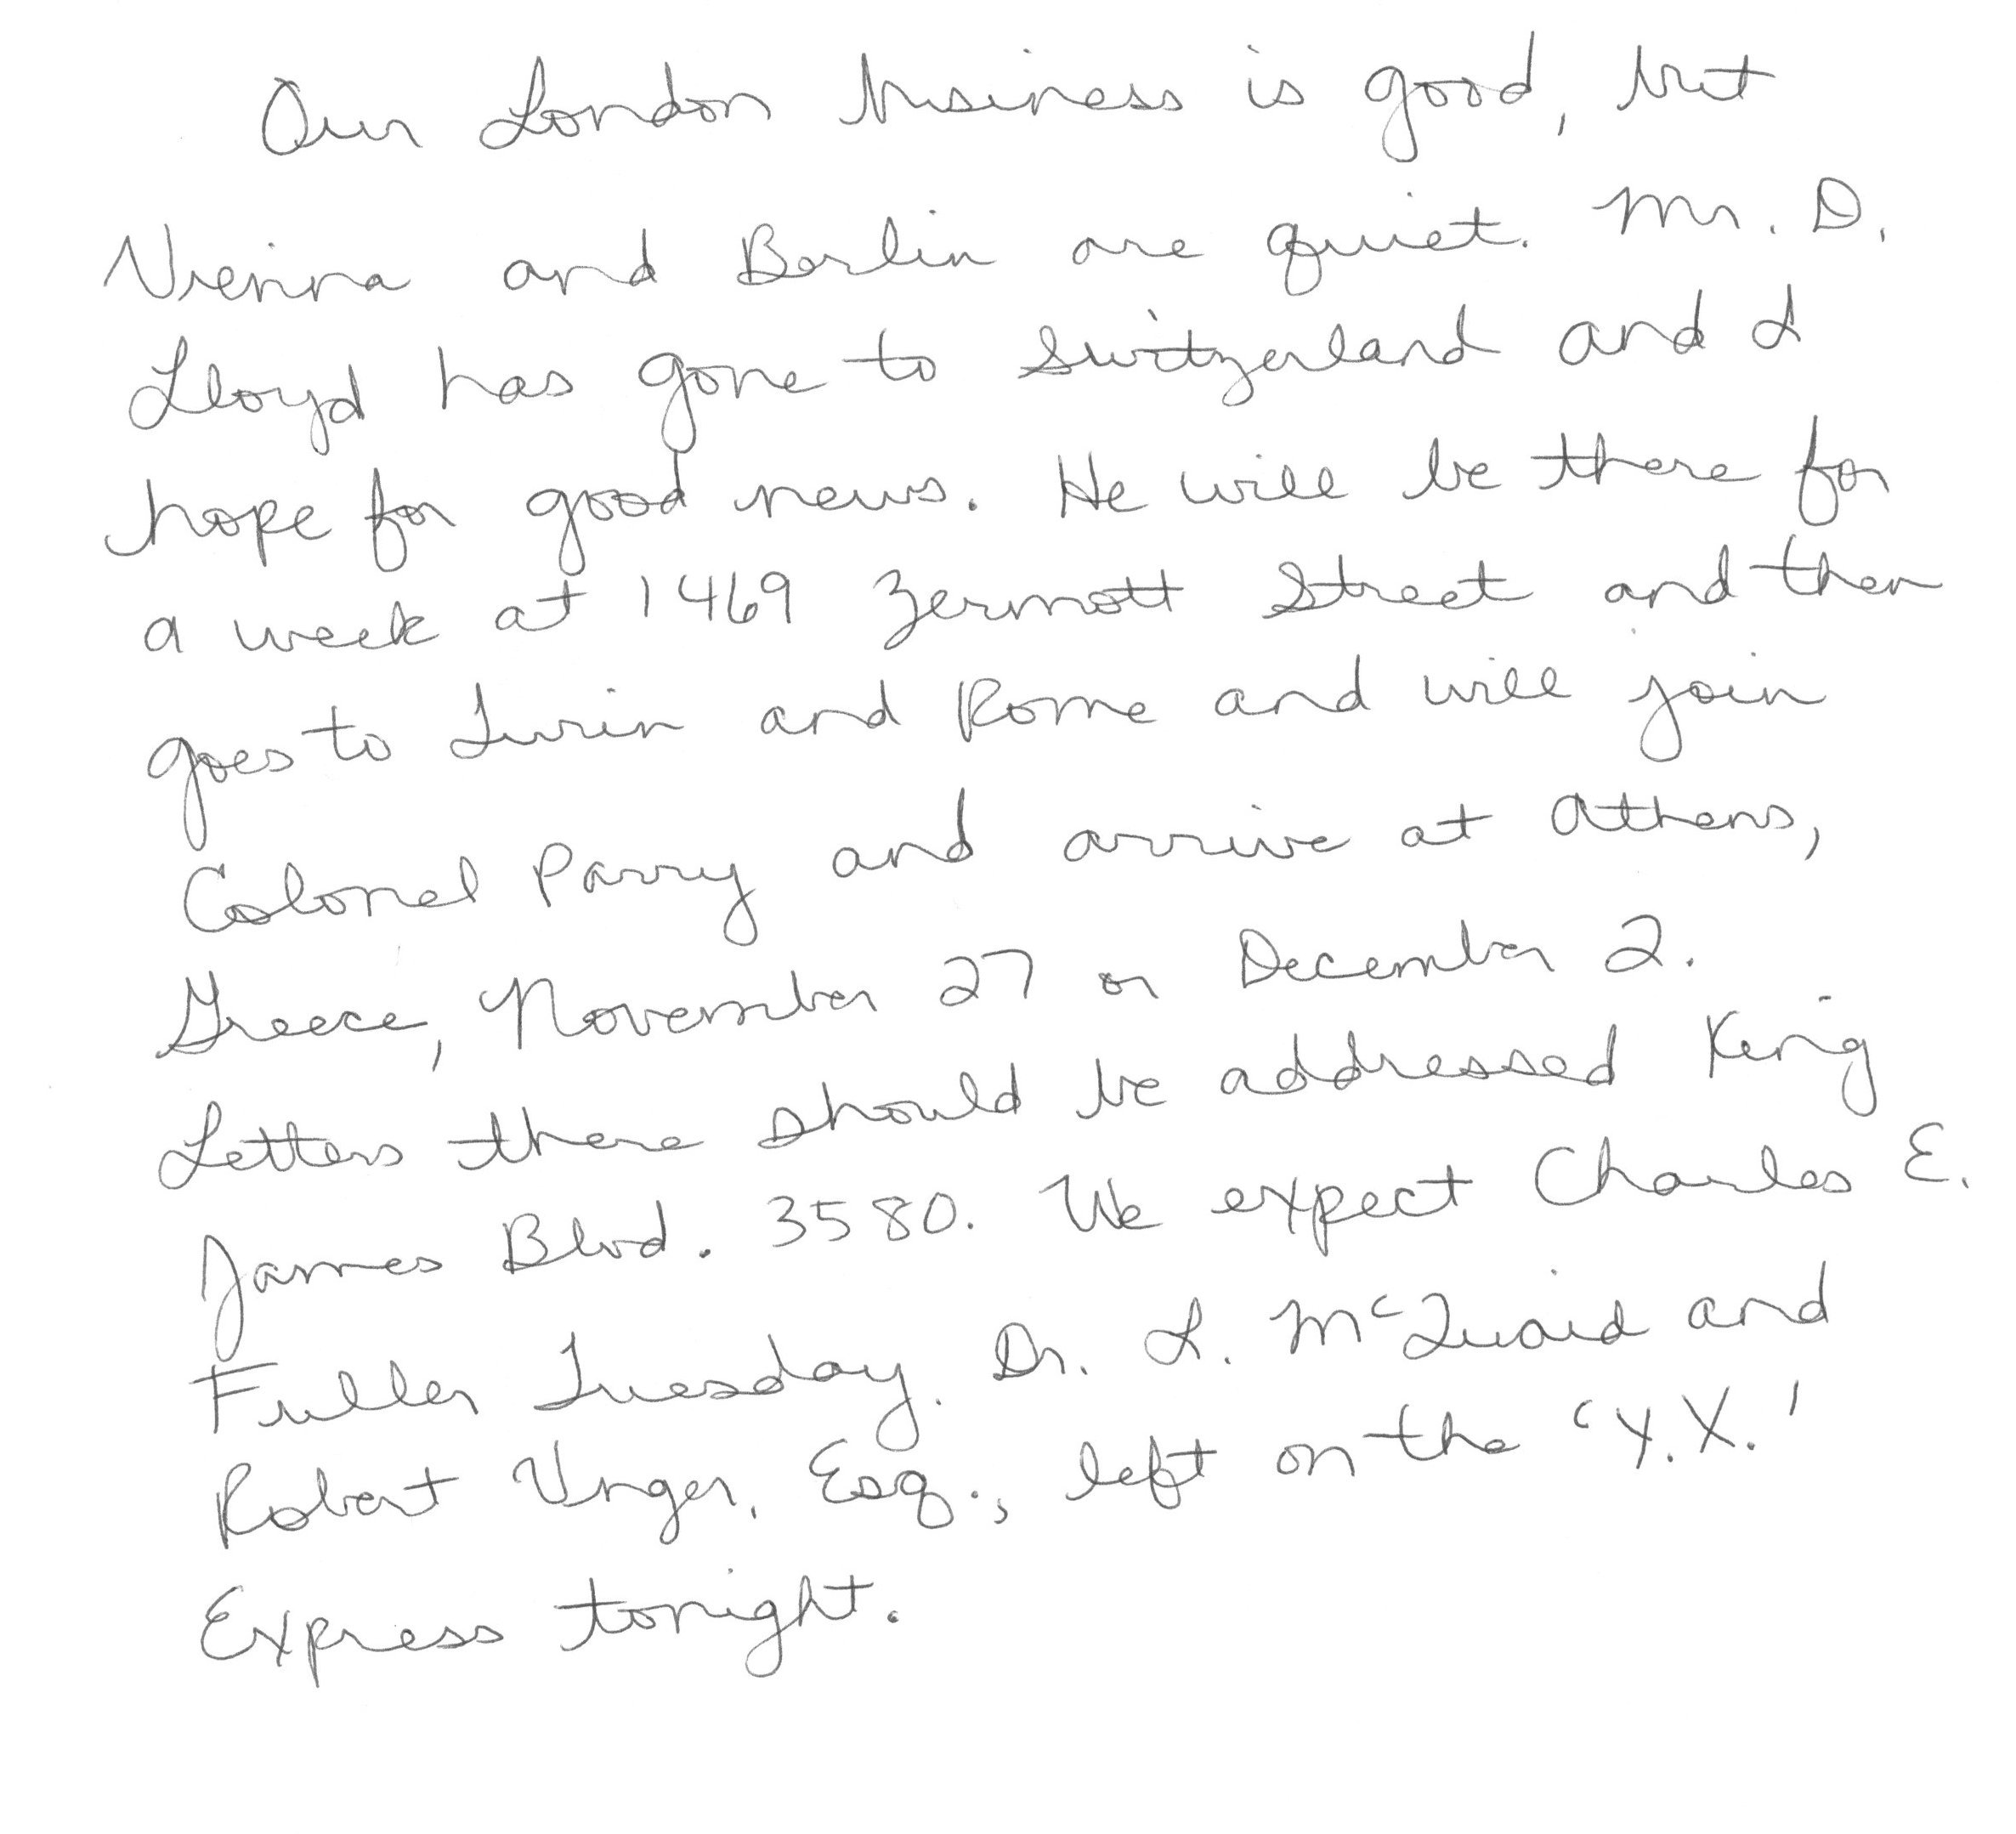 Our London business is good, but
Vienna and Berlin are quiet. Mr. D.
Lloyd has gone to Switzerland and I
hope for good news. He will be there for
a week at 1469 Zermott Street and then
goes to Turin and Rome and will join
Colonel Parry and arrive at Athens,
Greece, November 27 or December 2.
Letters there should be addressed King
James Blvd. 3580. We expect Charles E.
Fuller Tuesday. Dr. L. McQuaid and
Robert Unger, Esq., left on the 'Y.X.'
Express tonight.